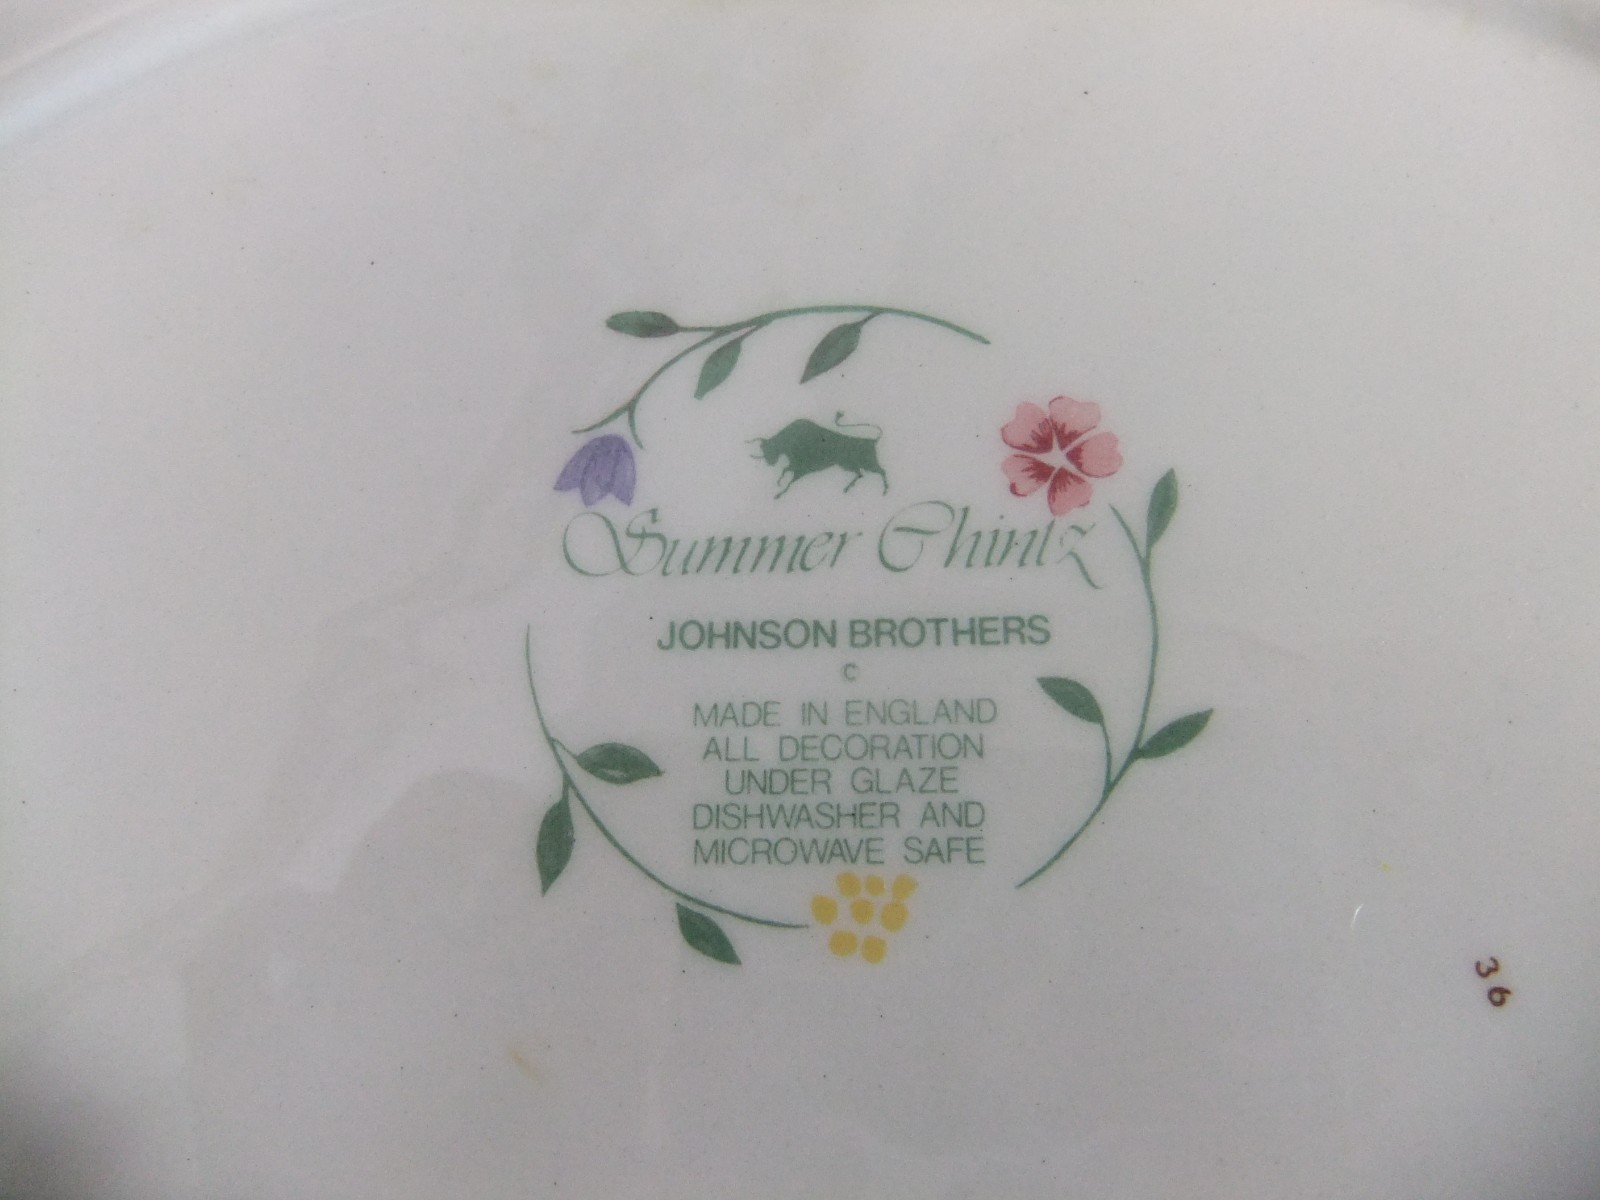 Summer Chintz
JOHNSON BROTHERS
c
MADE IN ENGLAND
ALL DECORATION
UNDER GLAZE
DISHWASHER AND
MICROWAVE SAFE
36